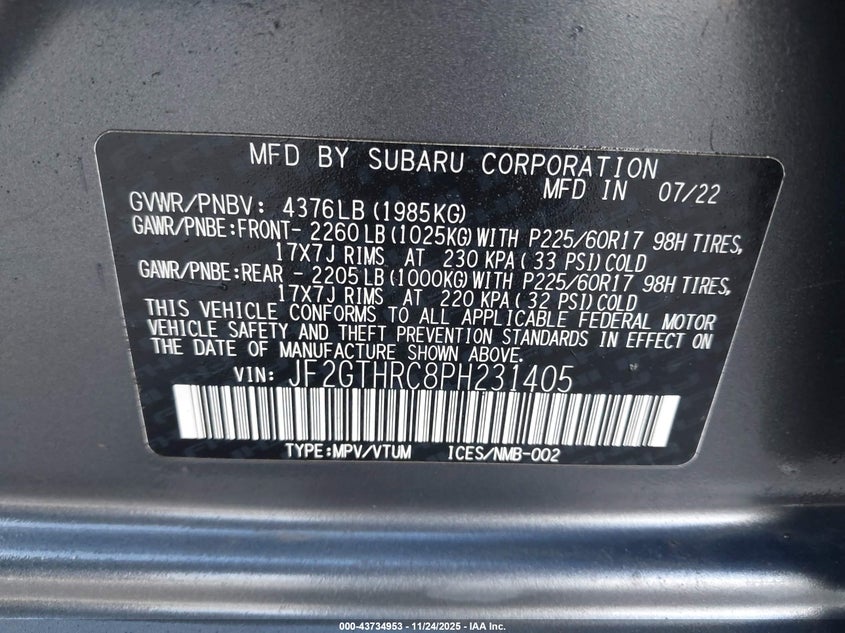 MFD BY SUBARU CORPORATION
MFD IN 07/22
GVWR/PNBV: 4376LB (1985KG)
GAWR/PNBE:FRONT- 2260LB (1025KG) WITH P225/60R17 98H TIRES,
17X7J RIMS AT 230 KPA( 33 PSI) COLD
GAWR/PNBE:REAR - 2205LB (1000KG) WITH P225/60R17 98H TIRES,
17X7J RIMS AT 220 KPA( 32 PSI) COLD
THIS VEHICLE CONFORMS TO ALL APPLICABLE FEDERAL MOTOR
VEHICLE SAFETY AND THEFT PREVENTION STANDARDS IN EFFECT ON
THE DATE OF MANUFACTURE SHOWN ABOVE.
VIN: JF2GTHRC8PH231405
TYPE:MPV/VTUM ICES/NMB-002
000-43734953 - 11/24/2025 - IAA Inc.